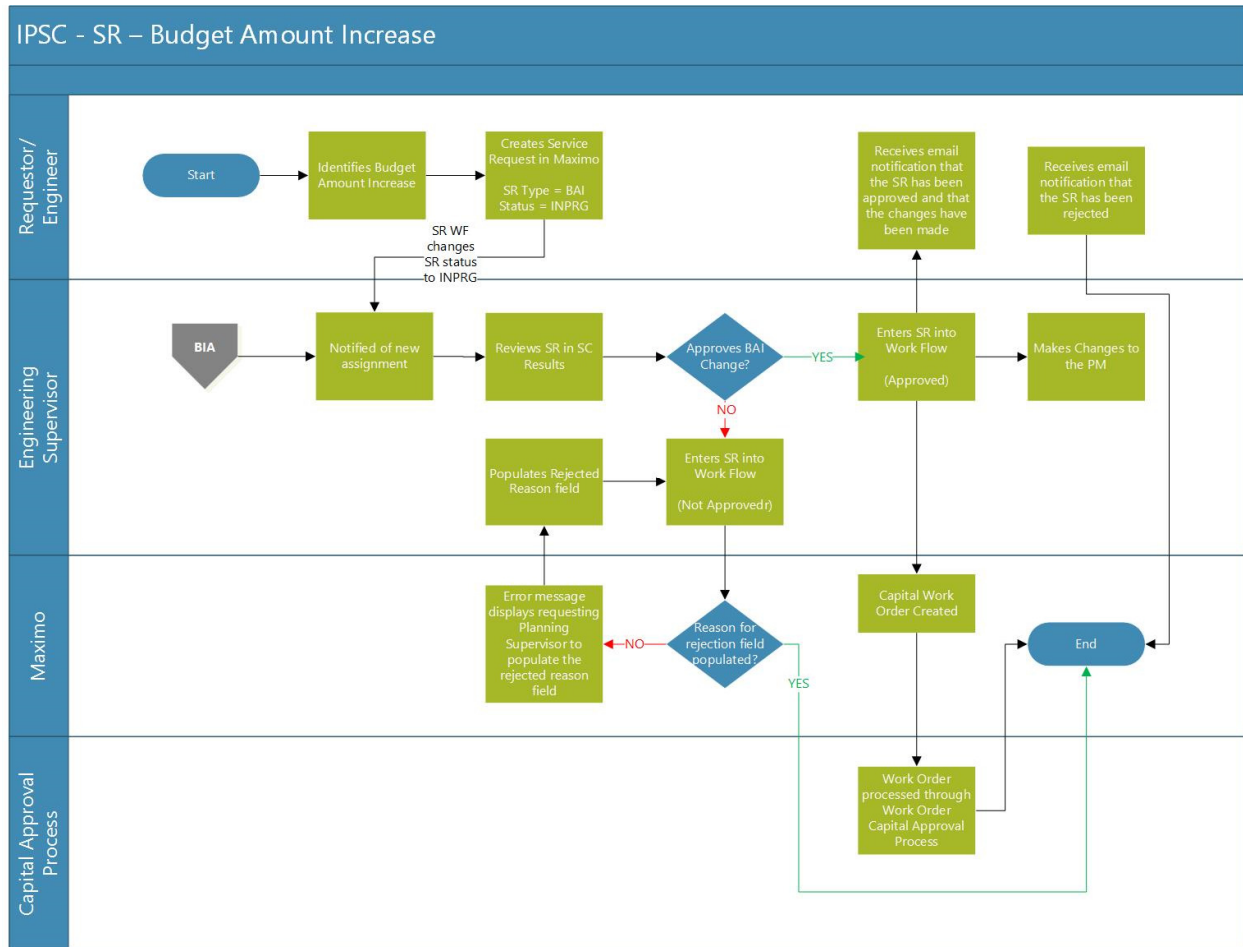 IPSC - SR – Budget Amount Increase
Requestor/
Engineer
Start
Identifies Budget
Amount Increase
Creates Service
Request in Maximo
SR Type = BAI
Status = INPRG
Receives email
notification that
the SR has been
approved and that
the changes have
been made
Receives email
notification that
the SR has been
rejected
SR WF
changes
SR status
to INPRG
Engineering
Supervisor
BIA
Notified of new
assignment
Reviews SR in SC
Results
Approves BAI
Change?
YES
Enters SR into
Work Flow
(Approved)
Makes Changes to
the PM
NO
Populates Rejected
Reason field
Enters SR into
Work Flow
(Not Approvedr)
Maximo
Error message
displays requesting
Planning
Supervisor to
populate the
rejected reason
field
NO
Reason for
rejection field
populated?
YES
Capital Work
Order Created
End
Capital Approval
Process
Work Order
processed through
Work Order
Capital Approval
Process